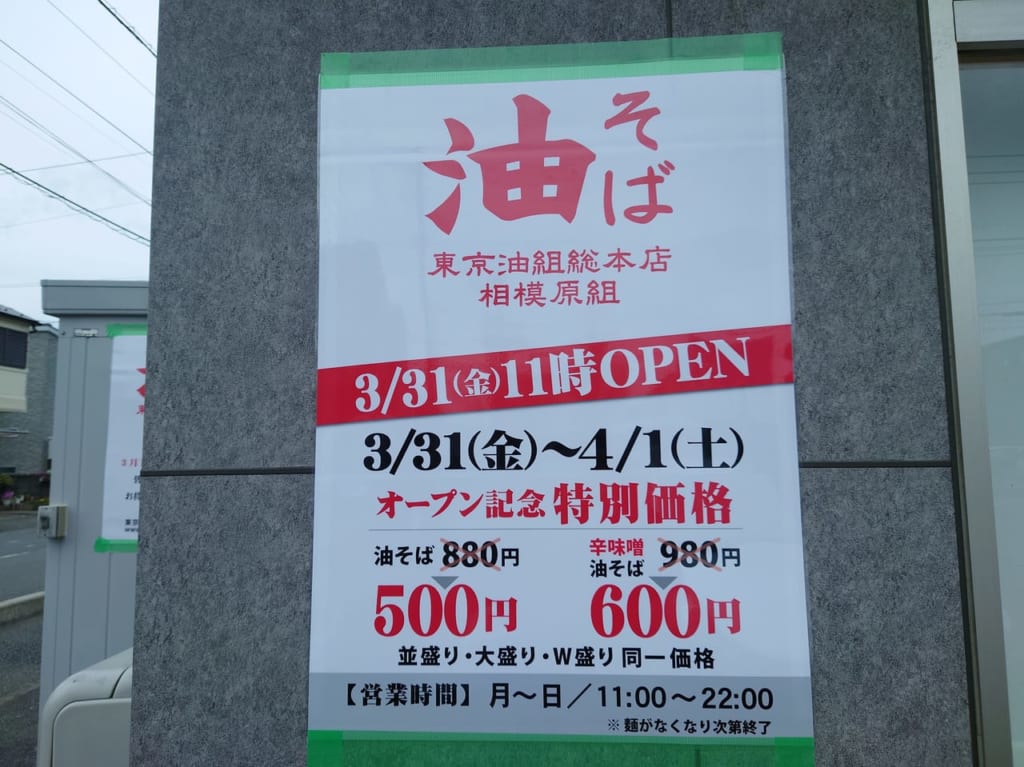 油そば
東京油組総本店
相模原組
3/31(金)11時OPEN
3/31(金)～4/1(土)
オープン記念 特別価格
油そば 880円
500円
辛味噌
油そば 980円
600円
並盛り・大盛り・W盛り 同一価格
【営業時間】 月～日／11:00～22:00
※ 麺がなくなり次第終了